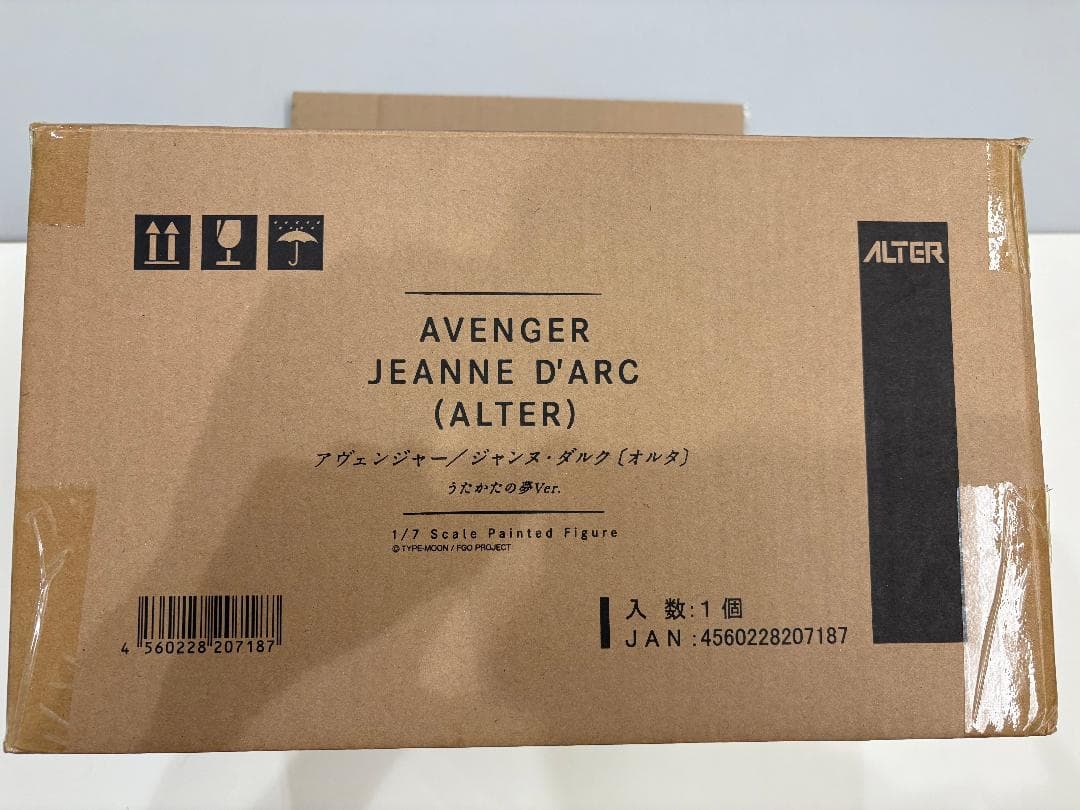 ALTER
AVENGER
JEANNE D'ARC
(ALTER)
アヴェンジャー/ジャンヌ・ダルク〔オルタ〕
うたかたの夢Ver.
1/7 Scale Painted Figure
© TYPE-MOON / FGO PROJECT
4 560228 207187
入 数:1 個
JAN:4560228207187